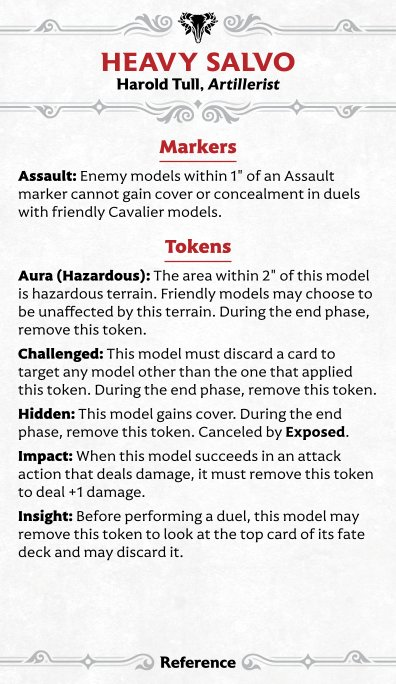 HEAVY SALVO
Harold Tull, Artillerist
Markers
Assault: Enemy models within 1" of an Assault
marker cannot gain cover or concealment in duels
with friendly Cavalier models.
Tokens
Aura (Hazardous): The area within 2" of this model
is hazardous terrain. Friendly models may choose to
be unaffected by this terrain. During the end phase,
remove this token.
Challenged: This model must discard a card to
target any model other than the one that applied
this token. During the end phase, remove this token.
Hidden: This model gains cover. During the end
phase, remove this token. Canceled by Exposed.
Impact: When this model succeeds in an attack
action that deals damage, it must remove this token
to deal +1 damage.
Insight: Before performing a duel, this model may
remove this token to look at the top card of its fate
deck and may discard it.
Reference